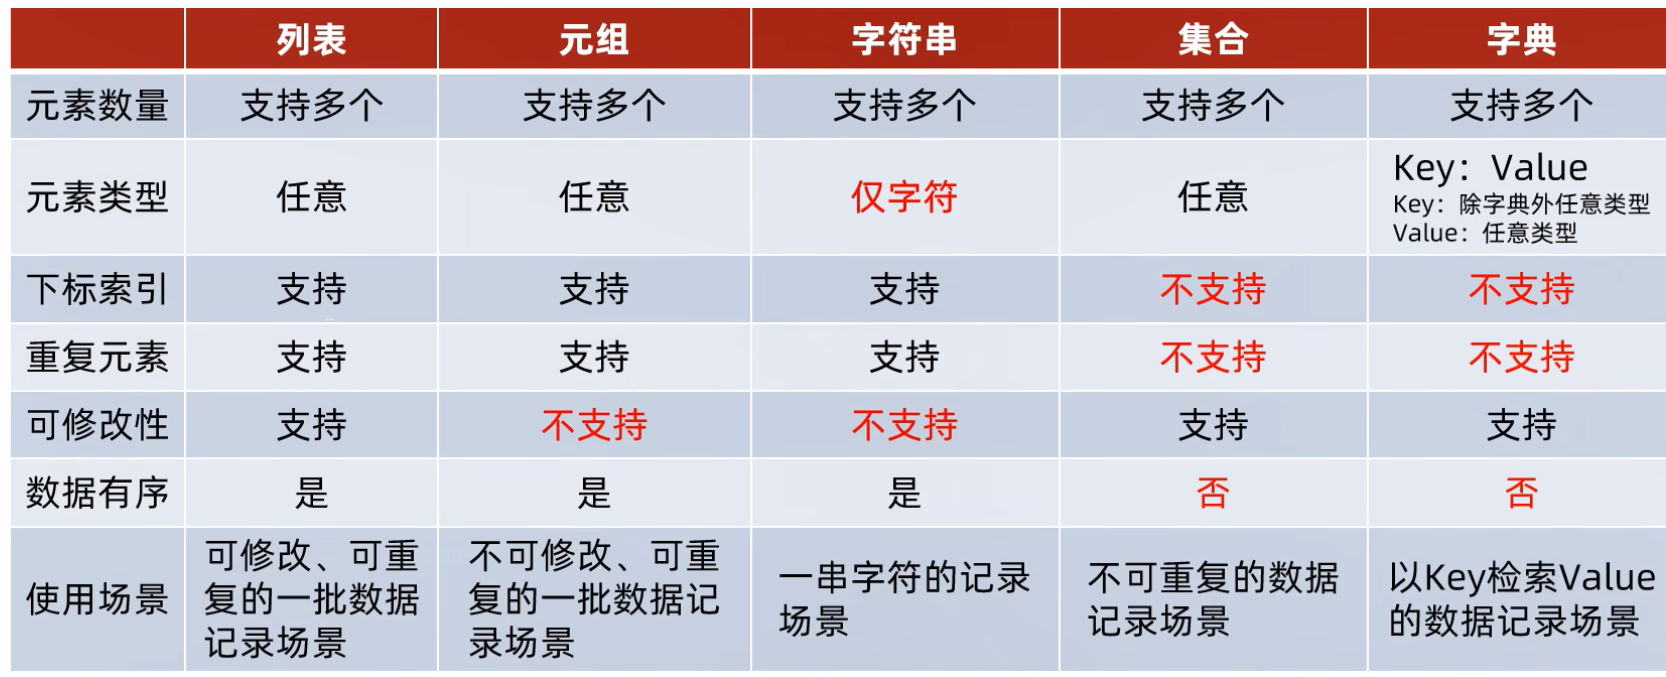 列表 元组 字符串 集合 字典
元素数量 支持多个 支持多个 支持多个 支持多个 支持多个
元素类型 任意 任意 仅字符 任意 Key：Value
Key：除字典外任意类型
Value：任意类型
下标索引 支持 支持 支持 不支持 不支持
重复元素 支持 支持 支持 不支持 不支持
可修改性 支持 不支持 不支持 支持 支持
数据有序 是 是 是 否 否
使用场景
可修改、可重
复的一批数据
记录场景
不可修改、可重
复的一批数据记
录场景
一串字符的记录
场景
不可重复的数据
记录场景
以Key检索Value
的数据记录场景